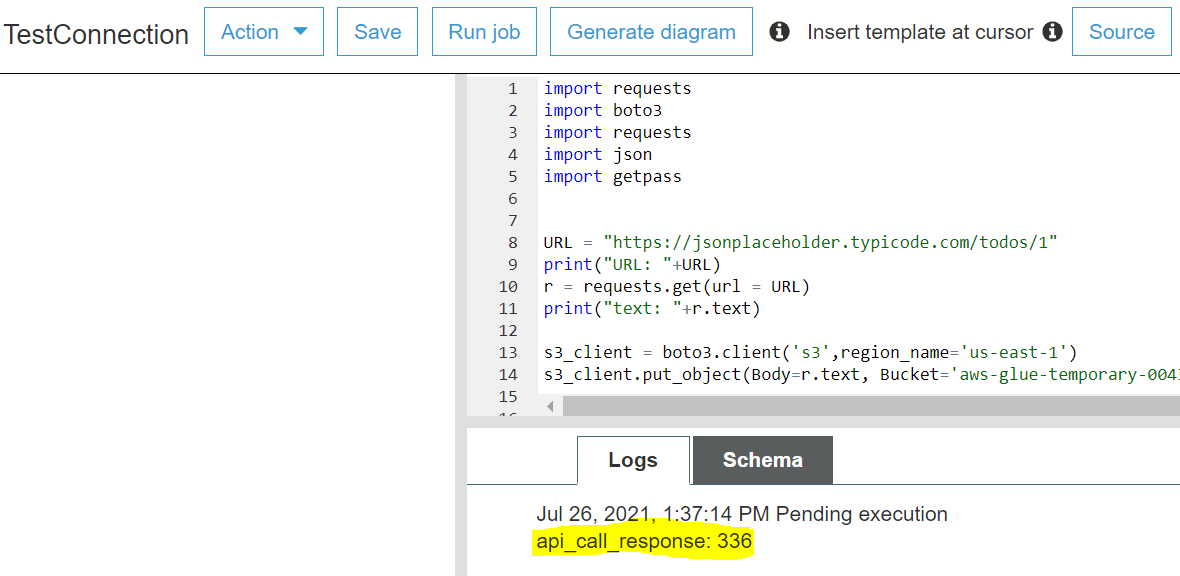 TestConnection Action Save Run job Generate diagram Insert template at cursor Source
1 import requests
2 import boto3
3 import requests
4 import json
5 import getpass
6
7
8 URL = "https://jsonplaceholder.typicode.com/todos/1"
9 print("URL: "+URL)
10 r = requests.get(url = URL)
11 print("text: "+r.text)
12
13 s3_client = boto3.client('s3',region_name='us-east-1')
14 s3_client.put_object(Body=r.text, Bucket='aws-glue-temporary-004
15
Logs Schema
Jul 26, 2021, 1:37:14 PM Pending execution
api_call_response: 336